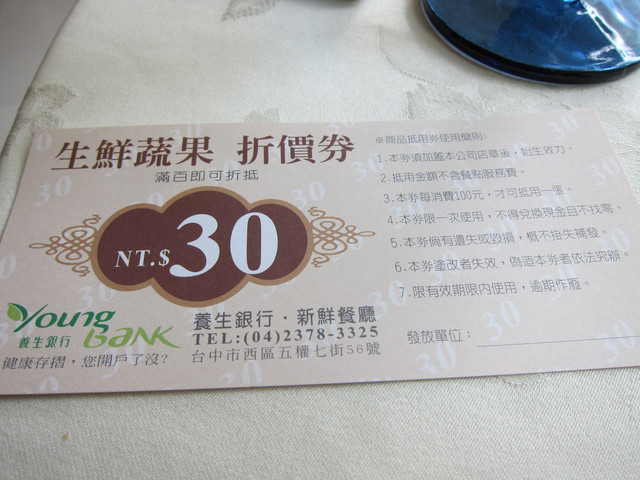 生鮮蔬果 折價券
滿百即可折抵
NT.$30
Young Bank
養生銀行
健康存摺，您開戶了沒?
養生銀行．新鮮餐廳
TEL:(04)2378-3325
台中市西區五權七街56號
※商品抵用券使用細則:
1.本券須加蓋本公司店章後，始生效力。
2.抵用金額不含餐點服務費。
3.本券每消費100元，才可抵用一張。
4.本券限一次使用，不得兌換現金且不找零。
5.本券倘有遺失或毀損，概不掛失補發。
6.本券塗改者失效，偽造本券者依法究辦。
7.限有效期限內使用，逾期作廢。
發放單位：